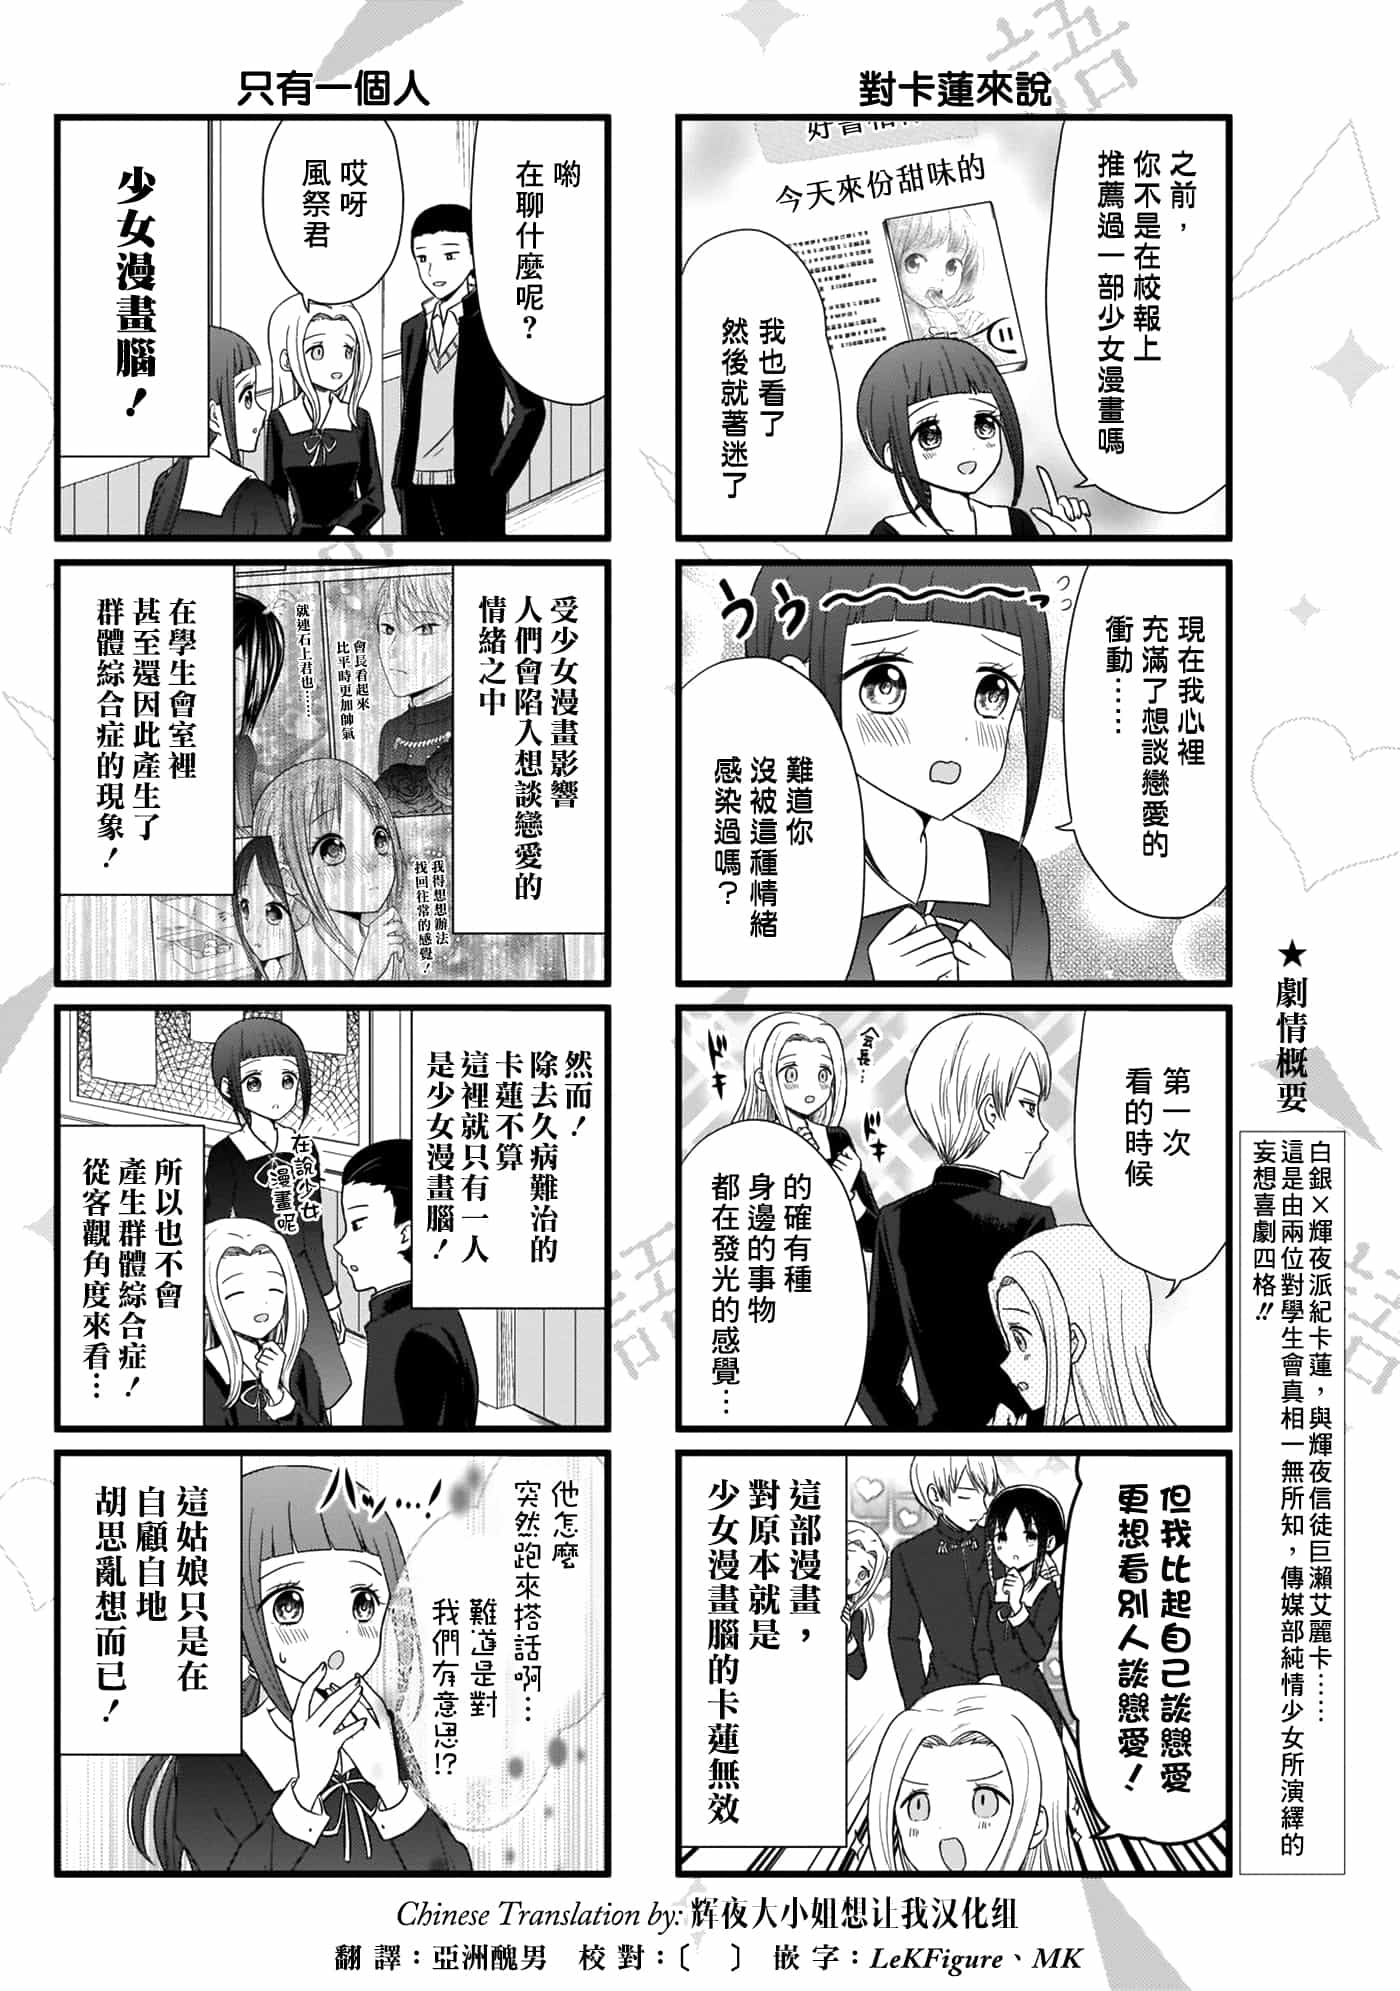 對卡蓮來說
今天來份甜味的
之前，
你不是在校報上
推薦過一部少女漫畫嗎
我也看了
然後就著迷了
うぅ～～っ
現在我心裡
充滿了想談戀愛的
衝動……
難道你
沒被這種情緒
感染過嗎？
第一次
看的時候
会長…
ドキ
ドキ
的確有種
身邊的事物
都在發光的感覺…
但我比起自己談戀愛
更想看別人談戀愛！
這部漫畫，
對原本就是
少女漫畫腦的卡蓮無效
只有一個人
喲
在聊什麼呢？
哎呀
風祭君
少女漫畫腦！
受少女漫畫影響
人們會陷入想談戀愛的
情緒之中
會長看起來
比平時更加帥氣
就連石上君也……
我得想想辦法
找回往常的感覺！
在學生會室裡
甚至還因此產生了
群體綜合症的現象！
然而！
除去久病難治的
卡蓮不算
這裡就只有一人
是少女漫畫腦！
在說少女
漫畫呢
所以也不會
產生群體綜合症！
從客觀角度來看…
他怎麼
突然跑來搭話啊…
難道是對
我們有意思!?
這姑娘只是在
自顧自地
胡思亂想而已！
★劇情概要
白銀×輝夜派紀卡蓮，與輝夜信徒巨瀨艾麗卡……
這是由兩位對學生會真相一無所知，傳媒部純情少女所演繹的
妄想喜劇四格!!
Chinese Translation by: 辉夜大小姐想让我汉化组
翻譯：亞洲醜男　校對：〔　〕　嵌字：LeKFigure、MK